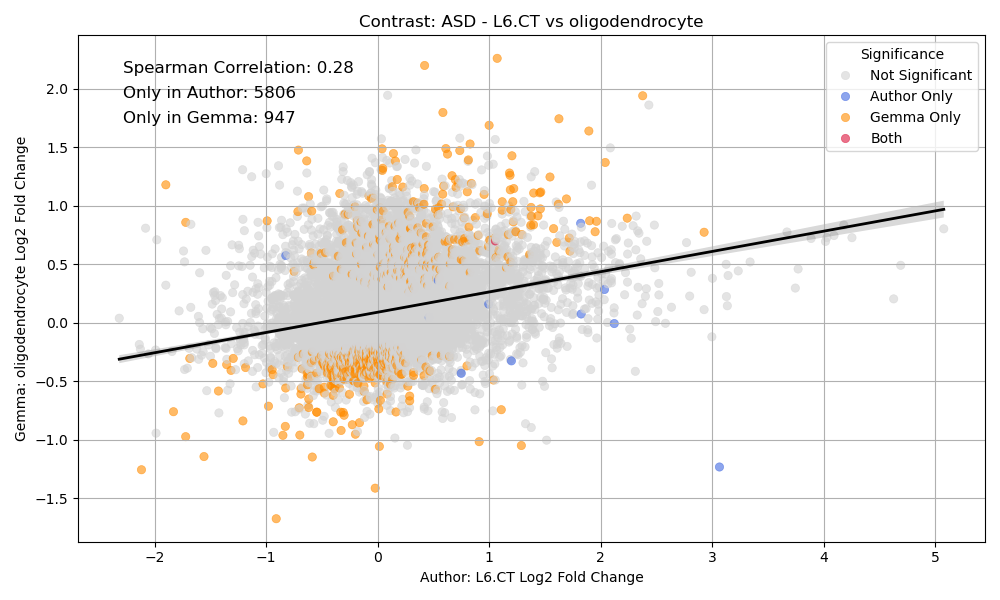 Contrast: ASD - L6.CT vs oligodendrocyte
Spearman Correlation: 0.28
Only in Author: 5806
Only in Gemma: 947
Significance
Not Significant
Author Only
Gemma Only
Both
Gemma: oligodendrocyte Log2 Fold Change
2.0
1.5
1.0
0.5
0.0
−0.5
−1.0
−1.5
−2
−1
0
1
2
3
4
5
Author: L6.CT Log2 Fold Change